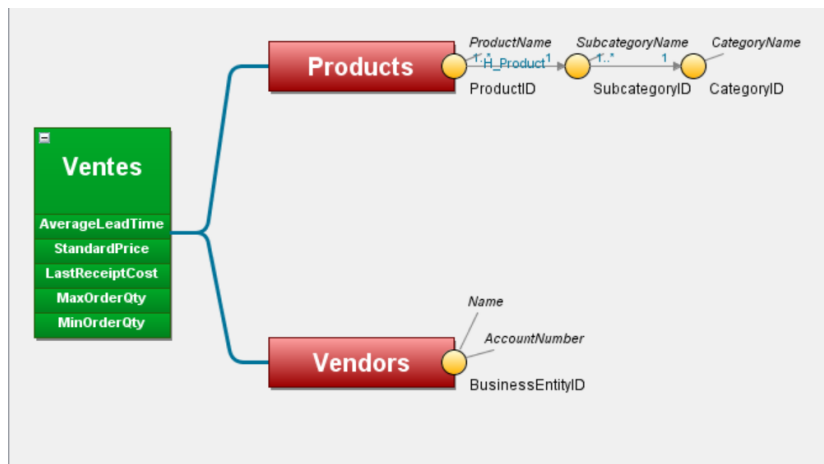 Ventes
AverageLeadTime
StandardPrice
LastReceiptCost
MaxOrderQty
MinOrderQty
Products
ProductName
1..*
H_Product
1
ProductID
SubcategoryName
1..*
1
SubcategoryID
CategoryName
CategoryID
Vendors
Name
AccountNumber
BusinessEntityID